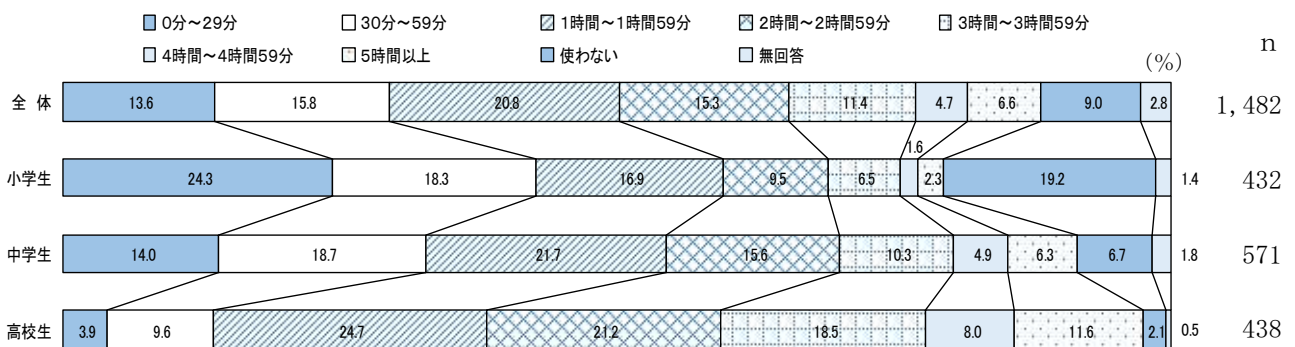 0分～29分 30分～59分 1時間～1時間59分 2時間～2時間59分 3時間～3時間59分
4時間～4時間59分 5時間以上 使わない 無回答
(%) n
全 体 13.6 15.8 20.8 15.3 11.4 4.7 6.6 9.0 2.8 1,482
小学生 24.3 18.3 16.9 9.5 6.5 1.6 2.3 19.2 1.4 432
中学生 14.0 18.7 21.7 15.6 10.3 4.9 6.3 6.7 1.8 571
高校生 3.9 9.6 24.7 21.2 18.5 8.0 11.6 2.1 0.5 438